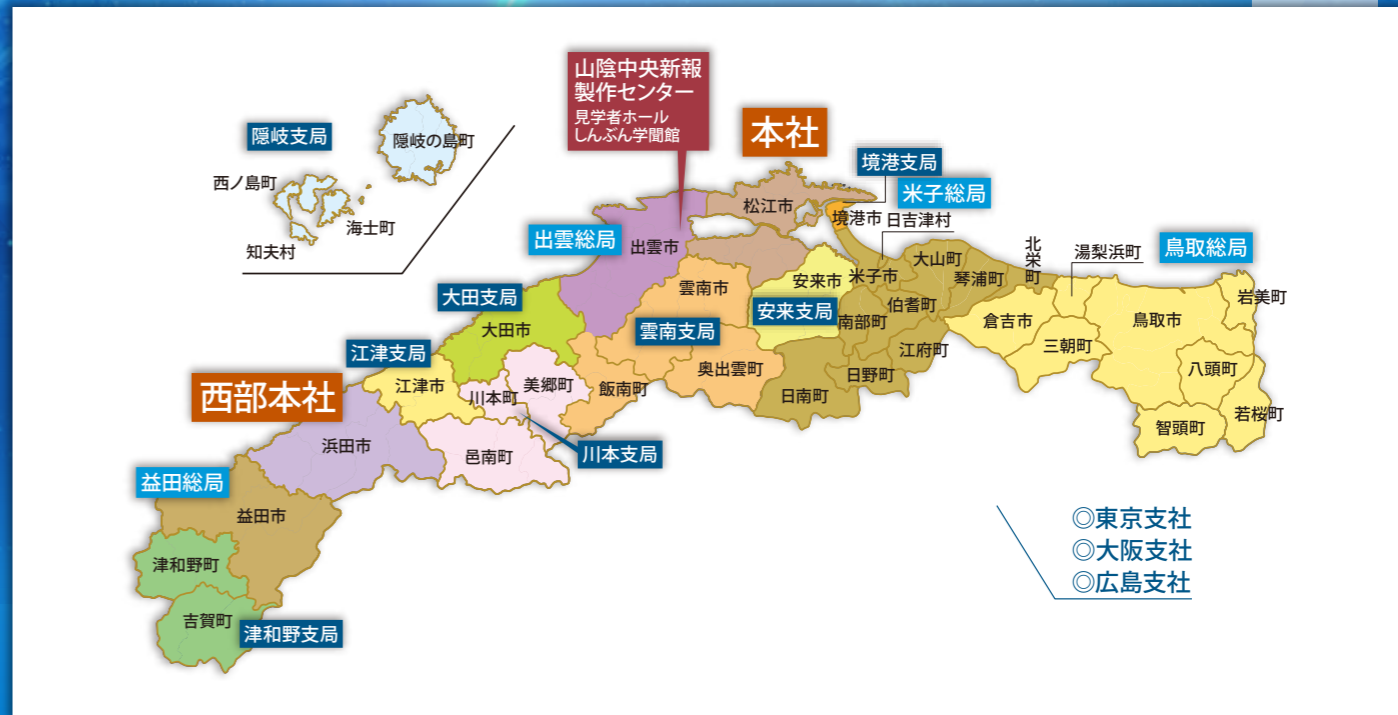 山陰中央新報
製作センター
見学者ホール
しんぶん学聞館
本社
隠岐支局
隠岐の島町
西ノ島町
海士町
知夫村
境港支局
米子総局
松江市
境港市
日吉津村
出雲総局
出雲市
北栄町
湯梨浜町
鳥取総局
大山町
琴浦町
安来市
米子市
雲南市
伯耆町
岩美町
大田支局
大田市
安来支局
南部町
倉吉市
鳥取市
雲南支局
江府町
三朝町
江津支局
江津市
美郷町
川本町
飯南町
奥出雲町
日野町
日南町
八頭町
若桜町
智頭町
西部本社
浜田市
邑南町
川本支局
益田総局
益田市
津和野町
吉賀町
津和野支局
◎東京支社
◎大阪支社
◎広島支社